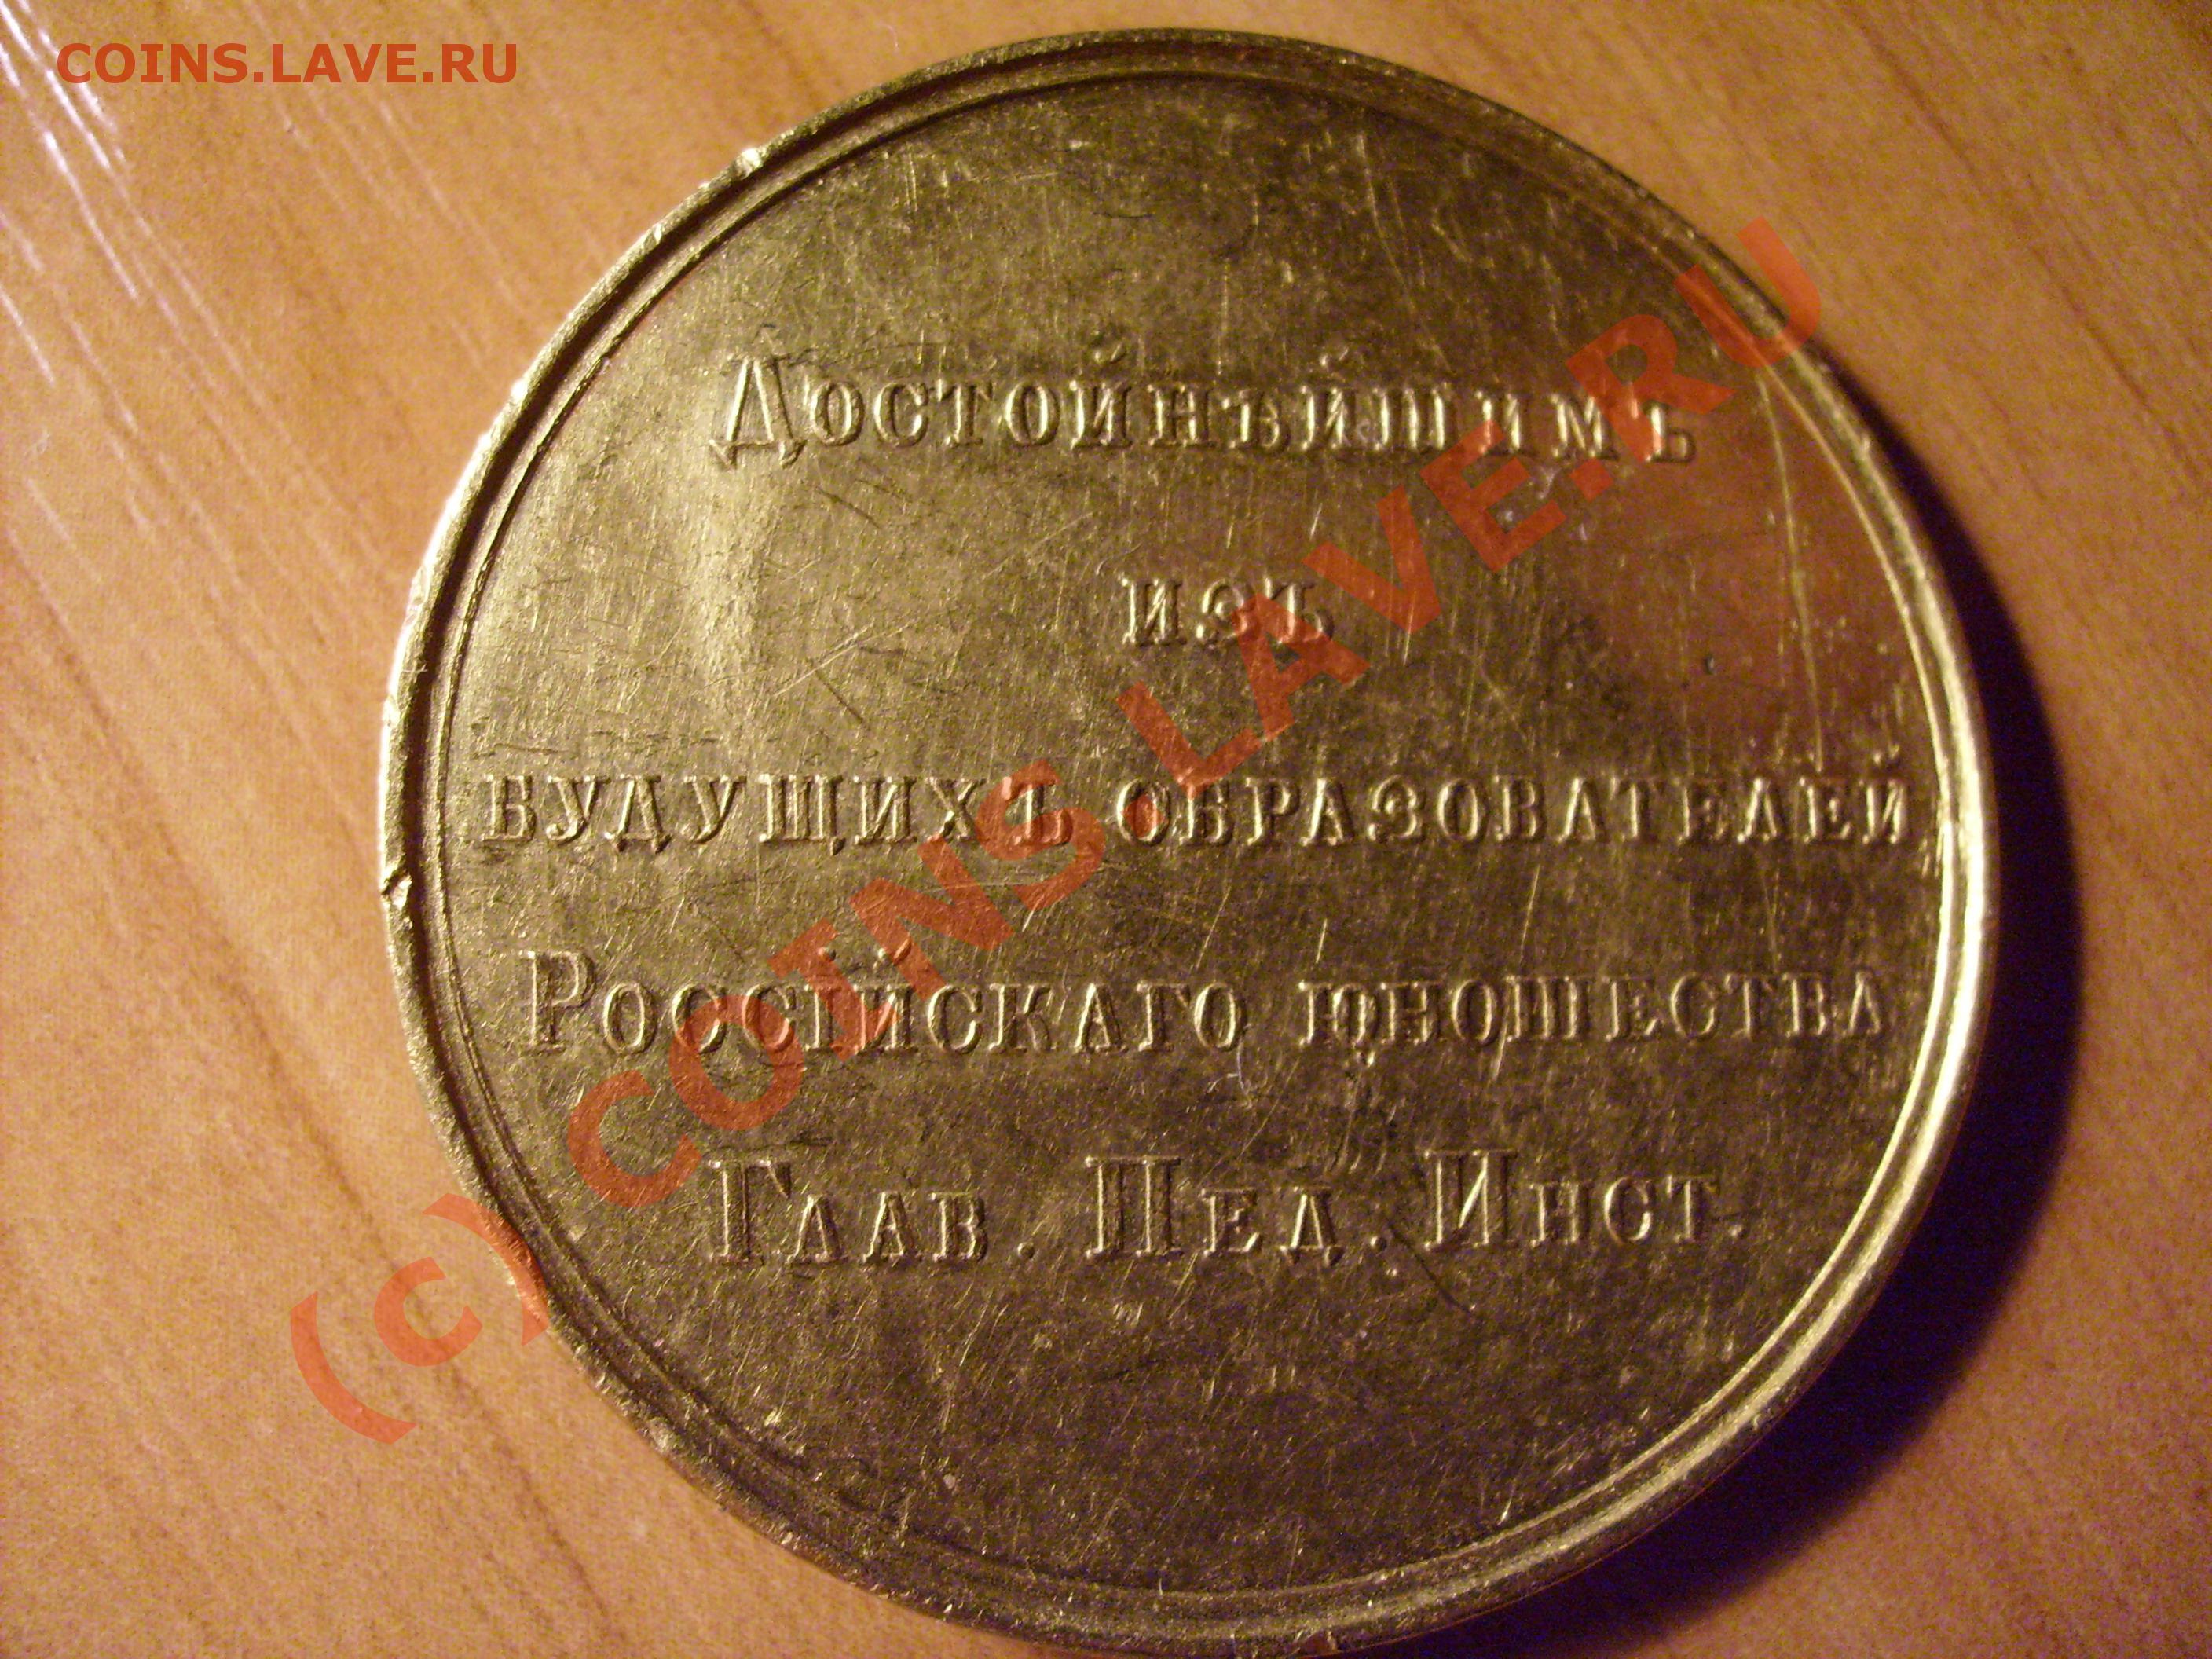 COINS.LAVE.RU
Достойнѣйшимъ
изъ
будущихъ образователей
Россійскаго юношества
Глав. Пед. Инст.
(c) COINS.LAVE.RU